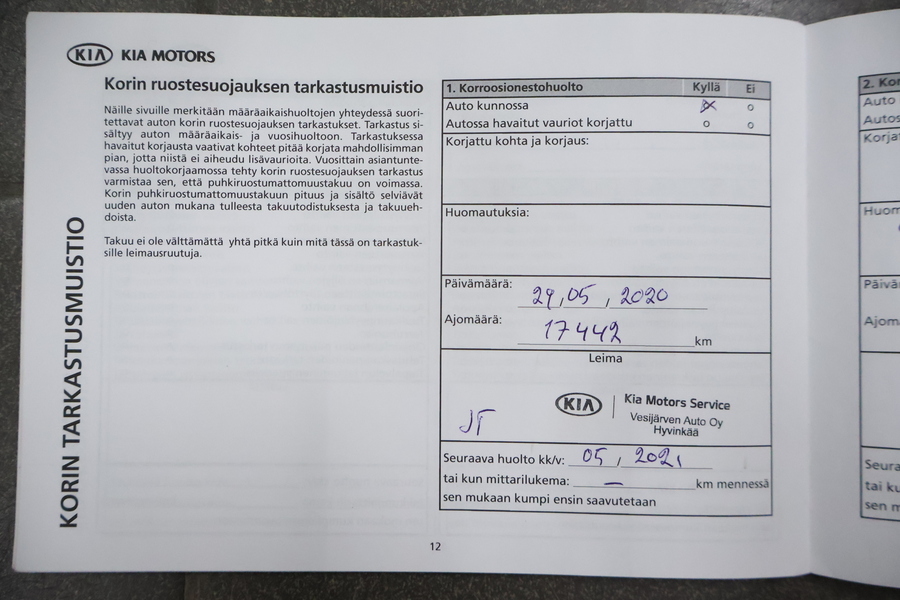 KIA KIA MOTORS
Korin ruostesuojauksen tarkastusmuistio
Näille sivuille merkitään määräaikaishuoltojen yhteydessä suori-
tettavat auton korin ruostesuojauksen tarkastukset. Tarkastus si-
sältyy auton määräaikais- ja vuosihuoltoon. Tarkastuksessa
havaitut korjausta vaativat kohteet pitää korjata mahdollisimman
pian, jotta niistä ei aiheudu lisävaurioita. Vuosittain asiantunte-
vassa huoltokorjaamossa tehty korin ruostesuojauksen tarkastus
varmistaa sen, että puhkiruostumattomuustakuu on voimassa.
Korin puhkiruostumattomuustakuun pituus ja sisältö selviävät
uuden auton mukana tulleesta takuutodistuksesta ja takuueh-
doista.
Takuu ei ole välttämättä yhtä pitkä kuin mitä tässä on tarkastuk-
sille leimausruutuja.
KORIN TARKASTUSMUISTIO
1. Korroosionestohuolto Kyllä Ei
Auto kunnossa
Autossa havaitut vauriot korjattu
Korjattu kohta ja korjaus:
Huomautuksia:
Päivämäärä: 29,05, 2020
Ajomäärä: 17442 km
Leima
KIA Kia Motors Service
Vesijärven Auto Oy
Hyvinkää
JT
Seuraava huolto kk/v: 05, 2021
tai kun mittarilukema: — km mennessä
sen mukaan kumpi ensin saavutetaan
12
2. Ko
Auto
Autos
Korja
Huom
Päivä
Ajom
Seura
tai ku
sen m